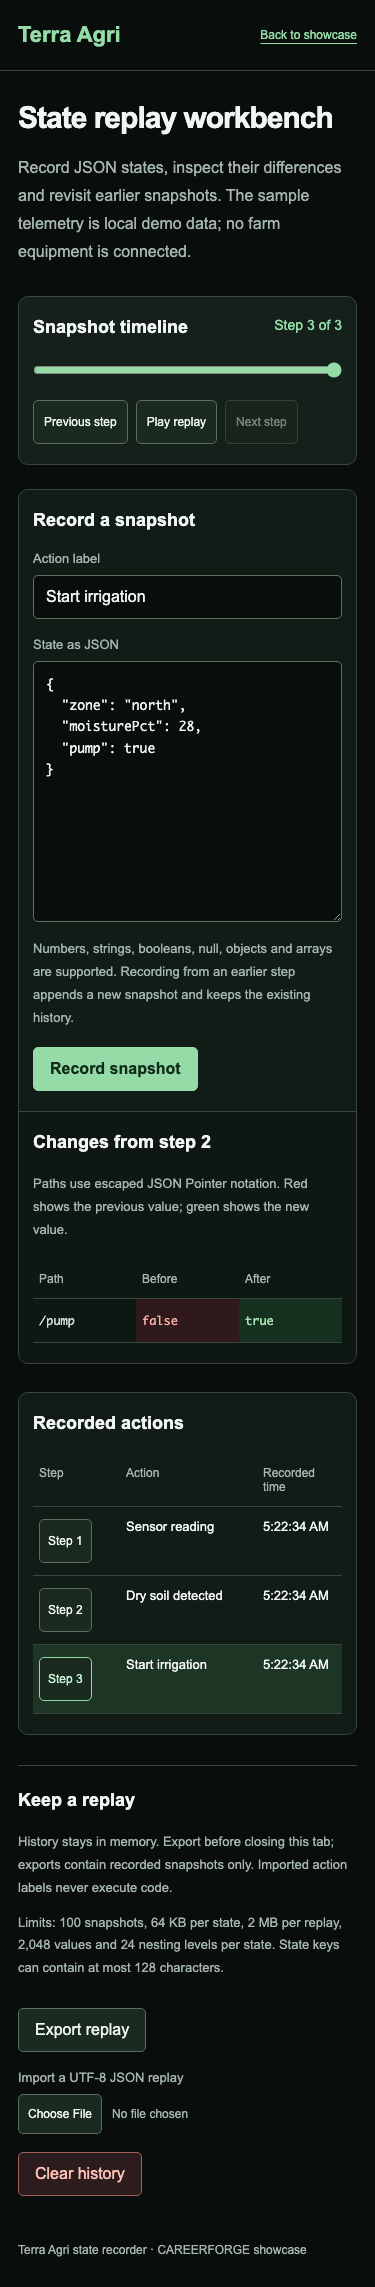 Terra Agri
Back to showcase
State replay workbench
Record JSON states, inspect their differences
and revisit earlier snapshots. The sample
telemetry is local demo data; no farm
equipment is connected.
Snapshot timeline
Step 3 of 3
Previous step
Play replay
Next step
Record a snapshot
Action label
Start irrigation
State as JSON
{
  "zone": "north",
  "moisturePct": 28,
  "pump": true
}
Numbers, strings, booleans, null, objects and arrays
are supported. Recording from an earlier step
appends a new snapshot and keeps the existing
history.
Record snapshot
Changes from step 2
Paths use escaped JSON Pointer notation. Red
shows the previous value; green shows the new
value.
Path Before After
/pump false true
Recorded actions
Step Action Recorded
time
Step 1 Sensor reading 5:22:34 AM
Step 2 Dry soil detected 5:22:34 AM
Step 3 Start irrigation 5:22:34 AM
Keep a replay
History stays in memory. Export before closing this tab;
exports contain recorded snapshots only. Imported action
labels never execute code.
Limits: 100 snapshots, 64 KB per state, 2 MB per replay,
2,048 values and 24 nesting levels per state. State keys
can contain at most 128 characters.
Export replay
Import a UTF-8 JSON replay
Choose File No file chosen
Clear history
Terra Agri state recorder · CAREERFORGE showcase